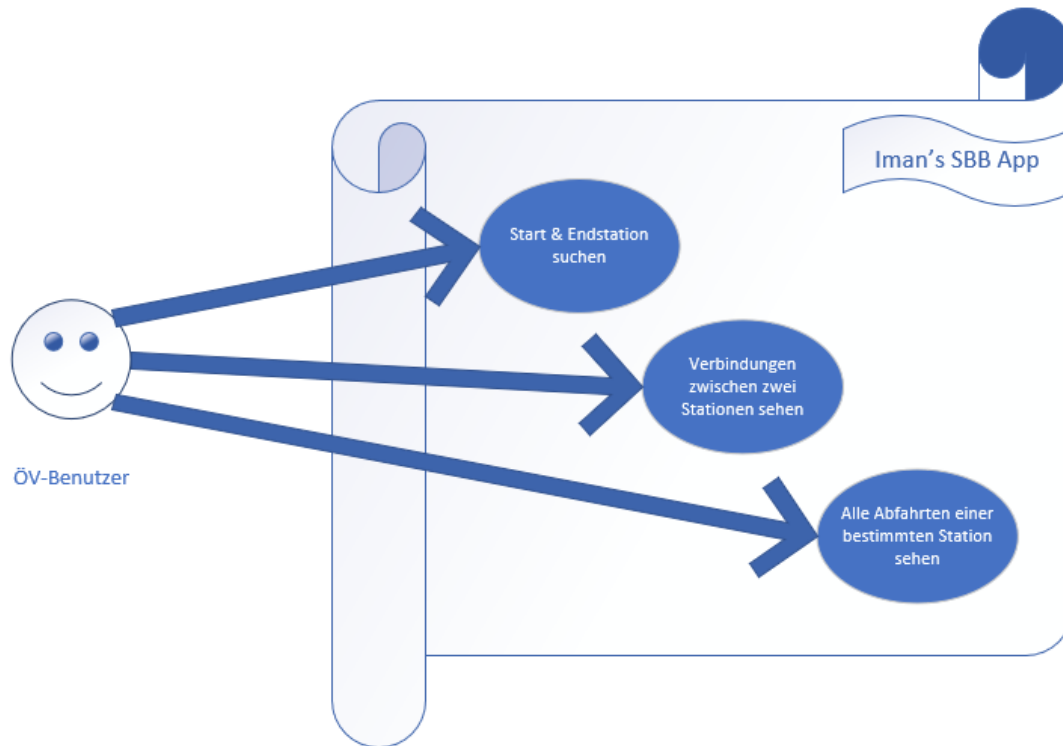 Iman's SBB App
Start & Endstation
suchen
Verbindungen
zwischen zwei
Stationen sehen
ÖV-Benutzer
Alle Abfahrten einer
bestimmten Station
sehen